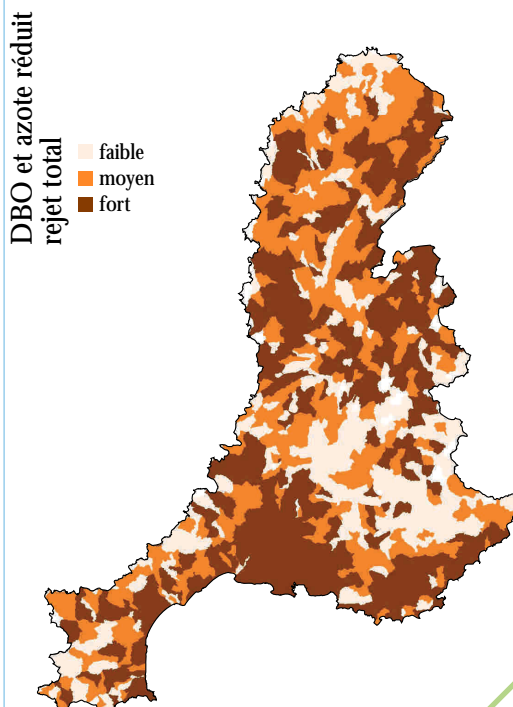 DBO et azote réduit
rejet total
faible
moyen
fort